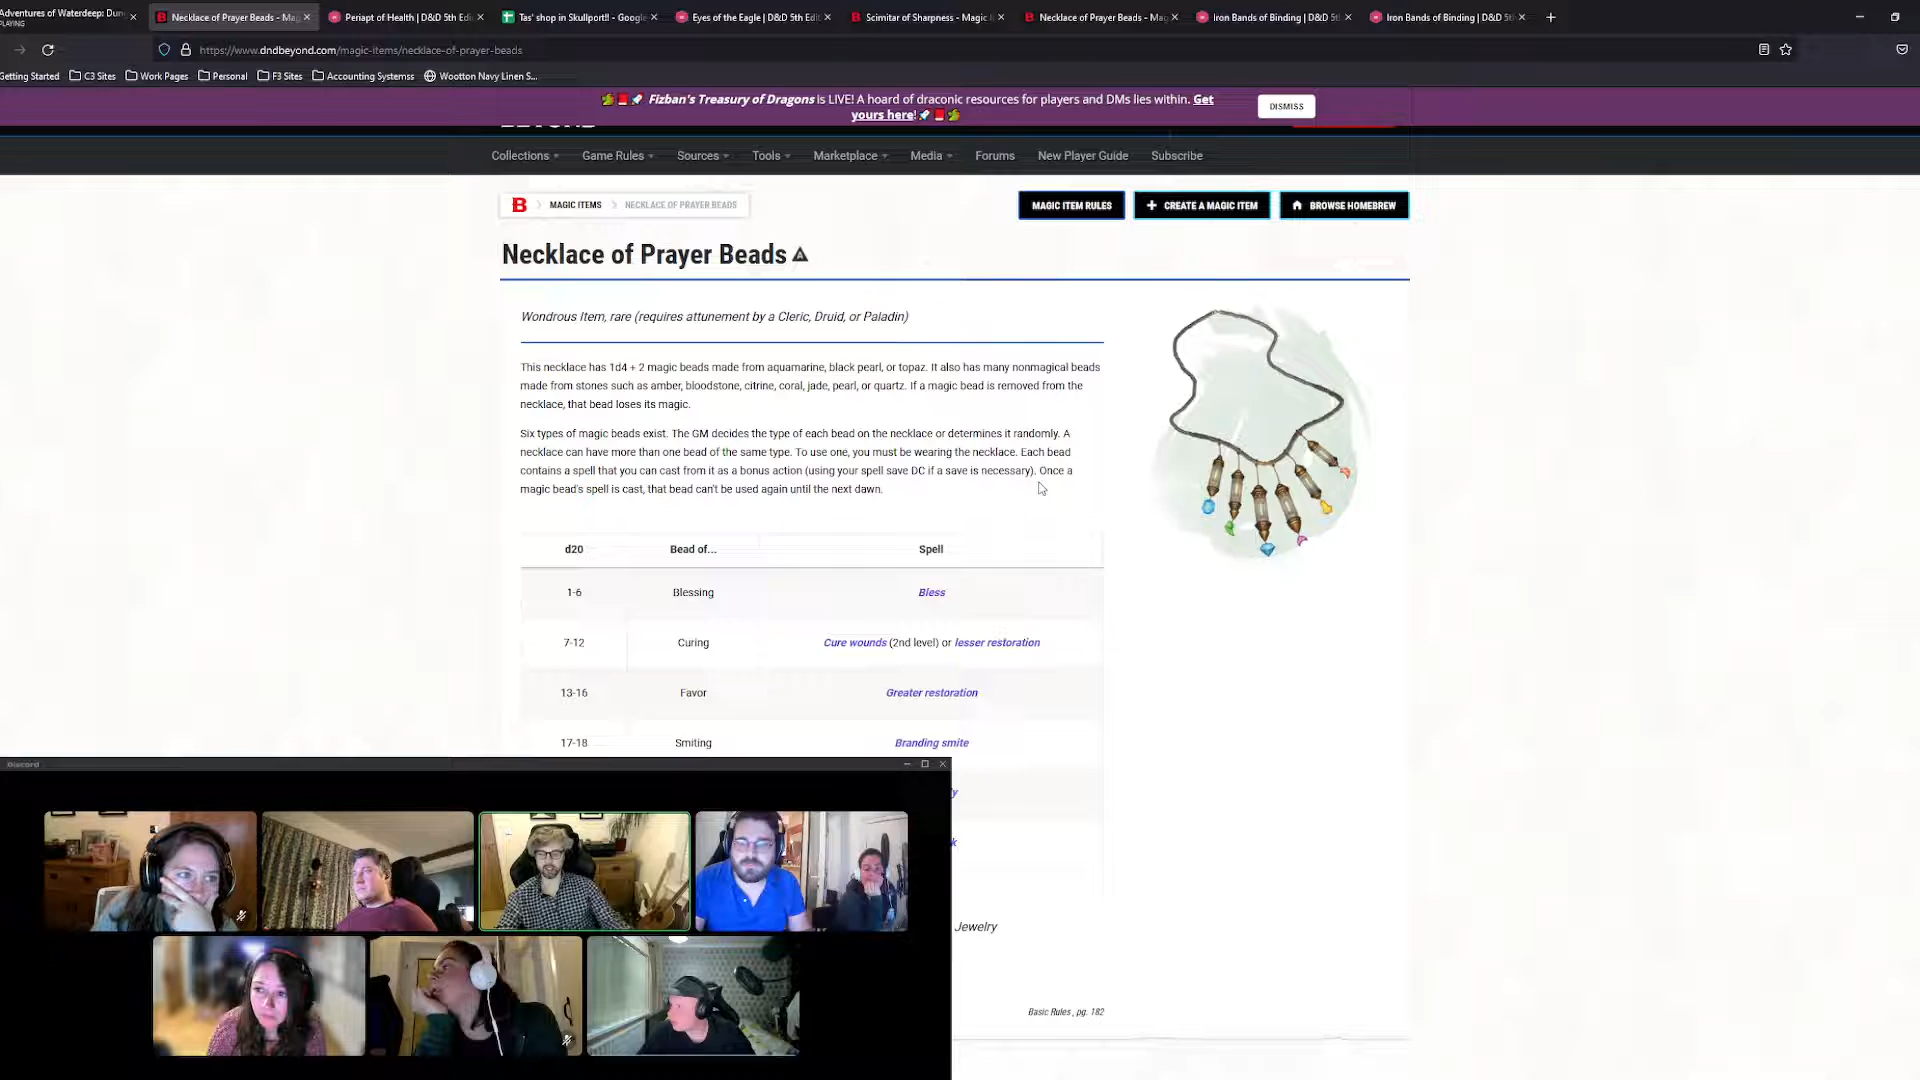 Adventures of Waterdeep: Dun
PLAYING
Necklace of Prayer Beads - Mag
Periapt of Health | D&D 5th Edi
Tas' shop in Skullport!! - Google
Eyes of the Eagle | D&D 5th Edit
Scimitar of Sharpness - Magic I
Necklace of Prayer Beads - Mag
Iron Bands of Binding | D&D 5t
Iron Bands of Binding | D&D 5t
https://www.dndbeyond.com/magic-items/necklace-of-prayer-beads
Getting Started
C3 Sites
Work Pages
Personal
F3 Sites
Accounting Systemss
Wootton Navy Linen S...
Fizban's Treasury of Dragons is LIVE! A hoard of draconic resources for players and DMs lies within. Get
yours here!
DISMISS
Collections
Game Rules
Sources
Tools
Marketplace
Media
Forums
New Player Guide
Subscribe
B
MAGIC ITEMS
NECKLACE OF PRAYER BEADS
MAGIC ITEM RULES
CREATE A MAGIC ITEM
BROWSE HOMEBREW
Necklace of Prayer Beads
Wondrous Item, rare (requires attunement by a Cleric, Druid, or Paladin)
This necklace has 1d4 + 2 magic beads made from aquamarine, black pearl, or topaz. It also has many nonmagical beads
made from stones such as amber, bloodstone, citrine, coral, jade, pearl, or quartz. If a magic bead is removed from the
necklace, that bead loses its magic.
Six types of magic beads exist. The GM decides the type of each bead on the necklace or determines it randomly. A
necklace can have more than one bead of the same type. To use one, you must be wearing the necklace. Each bead
contains a spell that you can cast from it as a bonus action (using your spell save DC if a save is necessary). Once a
magic bead's spell is cast, that bead can't be used again until the next dawn.
d20 Bead of... Spell
1-6 Blessing Bless
7-12 Curing Cure wounds (2nd level) or lesser restoration
13-16 Favor Greater restoration
17-18 Smiting Branding smite
Discord
y
k
Jewelry
Basic Rules , pg. 182